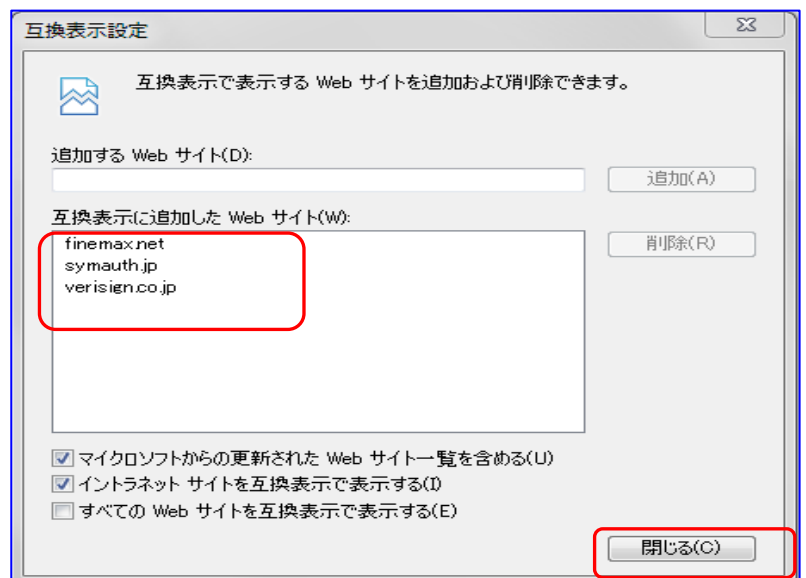 互換表示設定
互換表示で表示する Web サイトを追加および削除できます。
追加する Web サイト(D):
追加(A)
互換表示に追加した Web サイト(W):
finemax.net
symauth.jp
verisign.co.jp
削除(R)
マイクロソフトからの更新された Web サイト一覧を含める(U)
イントラネット サイトを互換表示で表示する(I)
すべての Web サイトを互換表示で表示する(E)
閉じる(C)